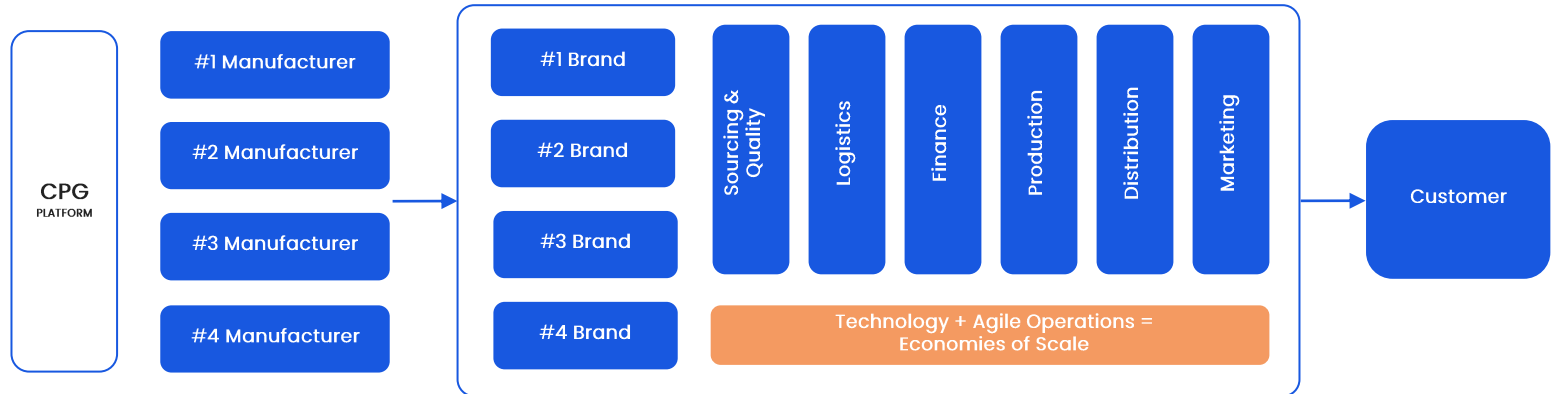 CPG
PLATFORM
#1 Manufacturer
#2 Manufacturer
#3 Manufacturer
#4 Manufacturer
#1 Brand
#2 Brand
#3 Brand
#4 Brand
Sourcing &
Quality
Logistics
Finance
Production
Distribution
Marketing
Technology + Agile Operations =
Economies of Scale
Customer